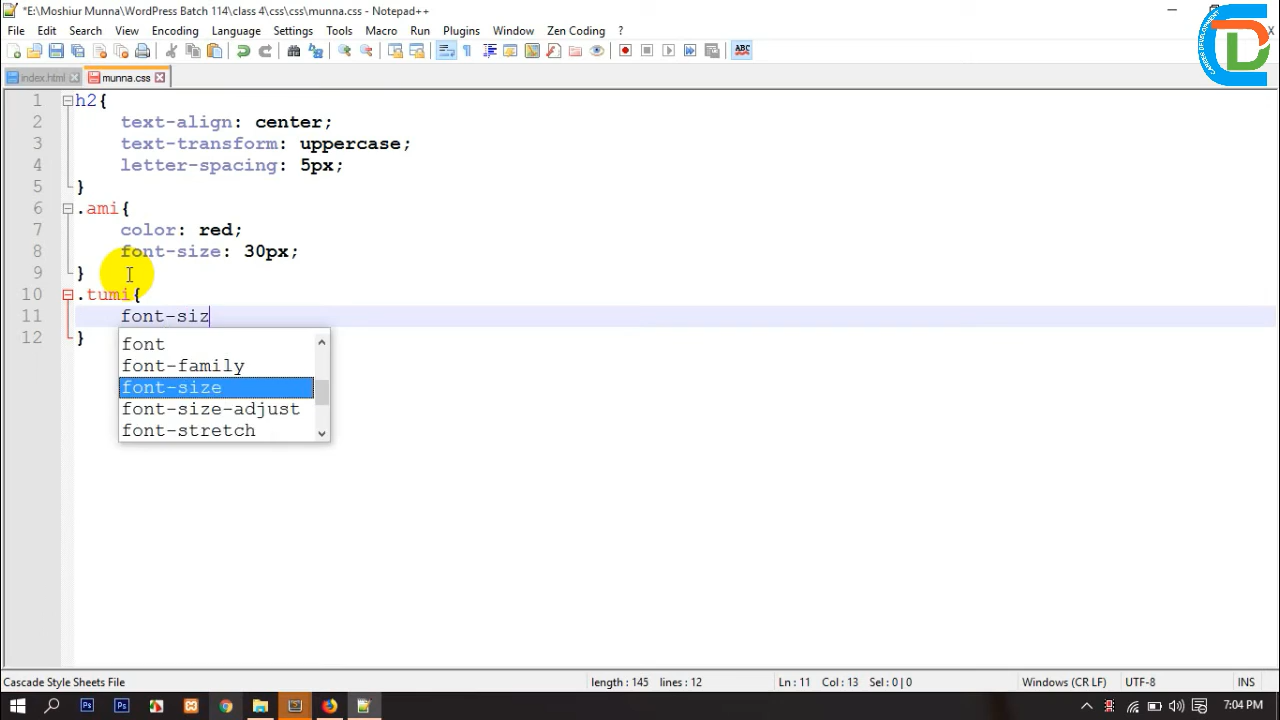 *E:\Moshiur Munna\WordPress Batch 114\class 4\css\css\munna.css - Notepad++
File Edit Search View Encoding Language Settings Tools Macro Run Plugins Window Zen Coding ?
index.html munna.css
1 h2{
2 text-align: center;
3 text-transform: uppercase;
4 letter-spacing: 5px;
5 }
6 .ami{
7 color: red;
8 font-size: 30px;
9 }
10 .tumi{
11 font-siz
12 }
font
font-family
font-size
font-size-adjust
font-stretch
Cascade Style Sheets File length : 145 lines : 12 Ln : 11 Col : 13 Sel : 0 | 0 Windows (CR LF) UTF-8 INS
7:04 PM